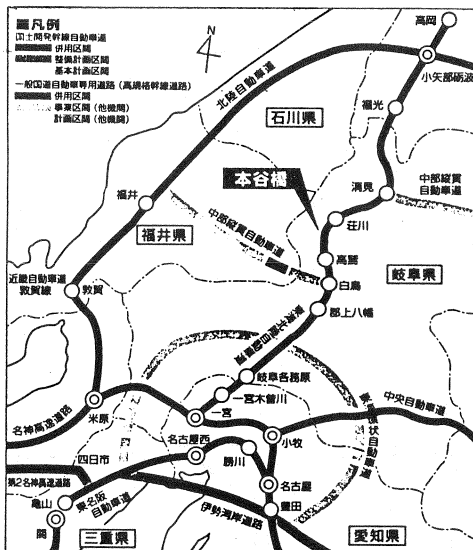 凡例
国土開発幹線自動車道
併用区間
整備計画区間
基本計画区間
一般国道自動車専用道路(高規格幹線道路)
併用区間
事業区間(他機関)
計画区間(他機関)
N
高岡
小矢部砺波
北陸自動車道
石川県
福光
本谷橋
清見
中部縦貫
自動車道
福井
荘川
福井県
中部縦貫自動車道
高鷲
岐阜県
近畿自動車道
敦賀線
敦賀
白鳥
郡上八幡
東海北陸自動車道
岐阜各務原
一宮木曽川
米原
一宮
中央自動車道
名神高速道路
名古屋西
小牧
東海環状自動車道
四日市
勝川
第2名神高速道路
名古屋
亀山
東名阪
自動車道
豊田
関
伊勢湾岸道路
三重県
愛知県